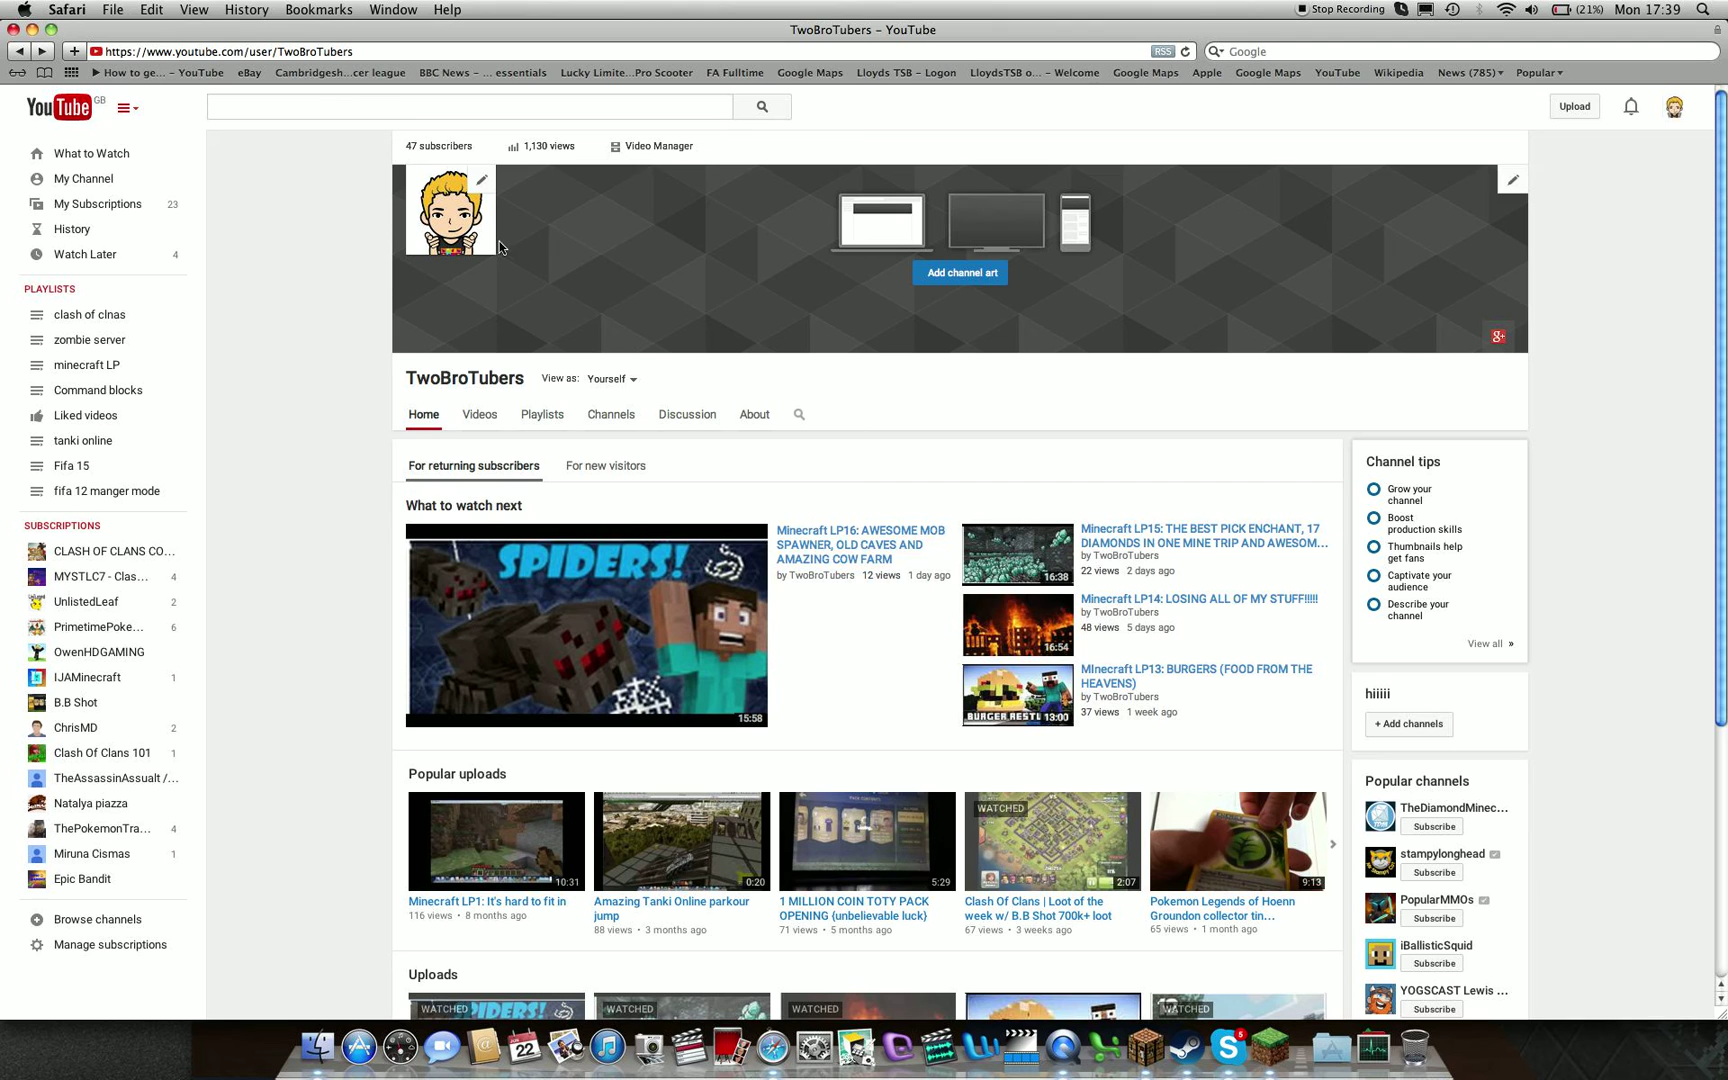 Safari File Edit View History Bookmarks Window Help Stop Recording (21%) Mon 17:39
TwoBroTubers – YouTube
https://www.youtube.com/user/TwoBroTubers RSS Google
How to ge... – YouTube eBay Cambridgesh...cer league BBC News – ... essentials Lucky Limite...Pro Scooter FA Fulltime Google Maps Lloyds TSB – Logon LloydsTSB o... – Welcome Google Maps Apple Google Maps YouTube Wikipedia News (785) Popular
YouTube GB Upload
What to Watch
My Channel
My Subscriptions 23
History
Watch Later 4
PLAYLISTS
clash of clnas
zombie server
minecraft LP
Command blocks
Liked videos
tanki online
Fifa 15
fifa 12 manger mode
SUBSCRIPTIONS
CLASH OF CLANS CO...
MYSTLC7 - Clas... 4
UnlistedLeaf 2
PrimetimePoke... 6
OwenHDGAMING
IJAMinecraft 1
B.B Shot
ChrisMD 2
Clash Of Clans 101 1
TheAssassinAssualt /...
Natalya piazza
ThePokemonTra... 4
Miruna Cismas 1
Epic Bandit
Browse channels
Manage subscriptions
47 subscribers 1,130 views Video Manager
Add channel art
g+
TwoBroTubers View as: Yourself
Home Videos Playlists Channels Discussion About
For returning subscribers For new visitors
What to watch next
SPIDERS!
15:58
Minecraft LP16: AWESOME MOB
SPAWNER, OLD CAVES AND
AMAZING COW FARM
by TwoBroTubers 12 views 1 day ago
16:38
Minecraft LP15: THE BEST PICK ENCHANT, 17
DIAMONDS IN ONE MINE TRIP AND AWESOM...
by TwoBroTubers
22 views 2 days ago
16:54
Minecraft LP14: LOSING ALL OF MY STUFF!!!!!
by TwoBroTubers
48 views 5 days ago
BURGER REST 13:00
MInecraft LP13: BURGERS (FOOD FROM THE
HEAVENS)
by TwoBroTubers
37 views 1 week ago
Popular uploads
10:31
Minecraft LP1: It's hard to fit in
116 views • 8 months ago
0:20
Amazing Tanki Online parkour
jump
88 views • 3 months ago
5:29
1 MILLION COIN TOTY PACK
OPENING {unbelievable luck}
71 views • 5 months ago
WATCHED
2:07
Clash Of Clans | Loot of the
week w/ B.B Shot 700k+ loot
67 views • 3 weeks ago
9:13
Pokemon Legends of Hoenn
Groundon collector tin...
65 views • 1 month ago
Uploads
WATCHED WATCHED WATCHED WATCHED
Channel tips
Grow your
channel
Boost
production skills
Thumbnails help
get fans
Captivate your
audience
Describe your
channel
View all »
hiiiii
+ Add channels
Popular channels
TheDiamondMinec...
Subscribe
stampylonghead
Subscribe
PopularMMOs
Subscribe
iBallisticSquid
Subscribe
YOGSCAST Lewis ...
Subscribe
JUN
22
5